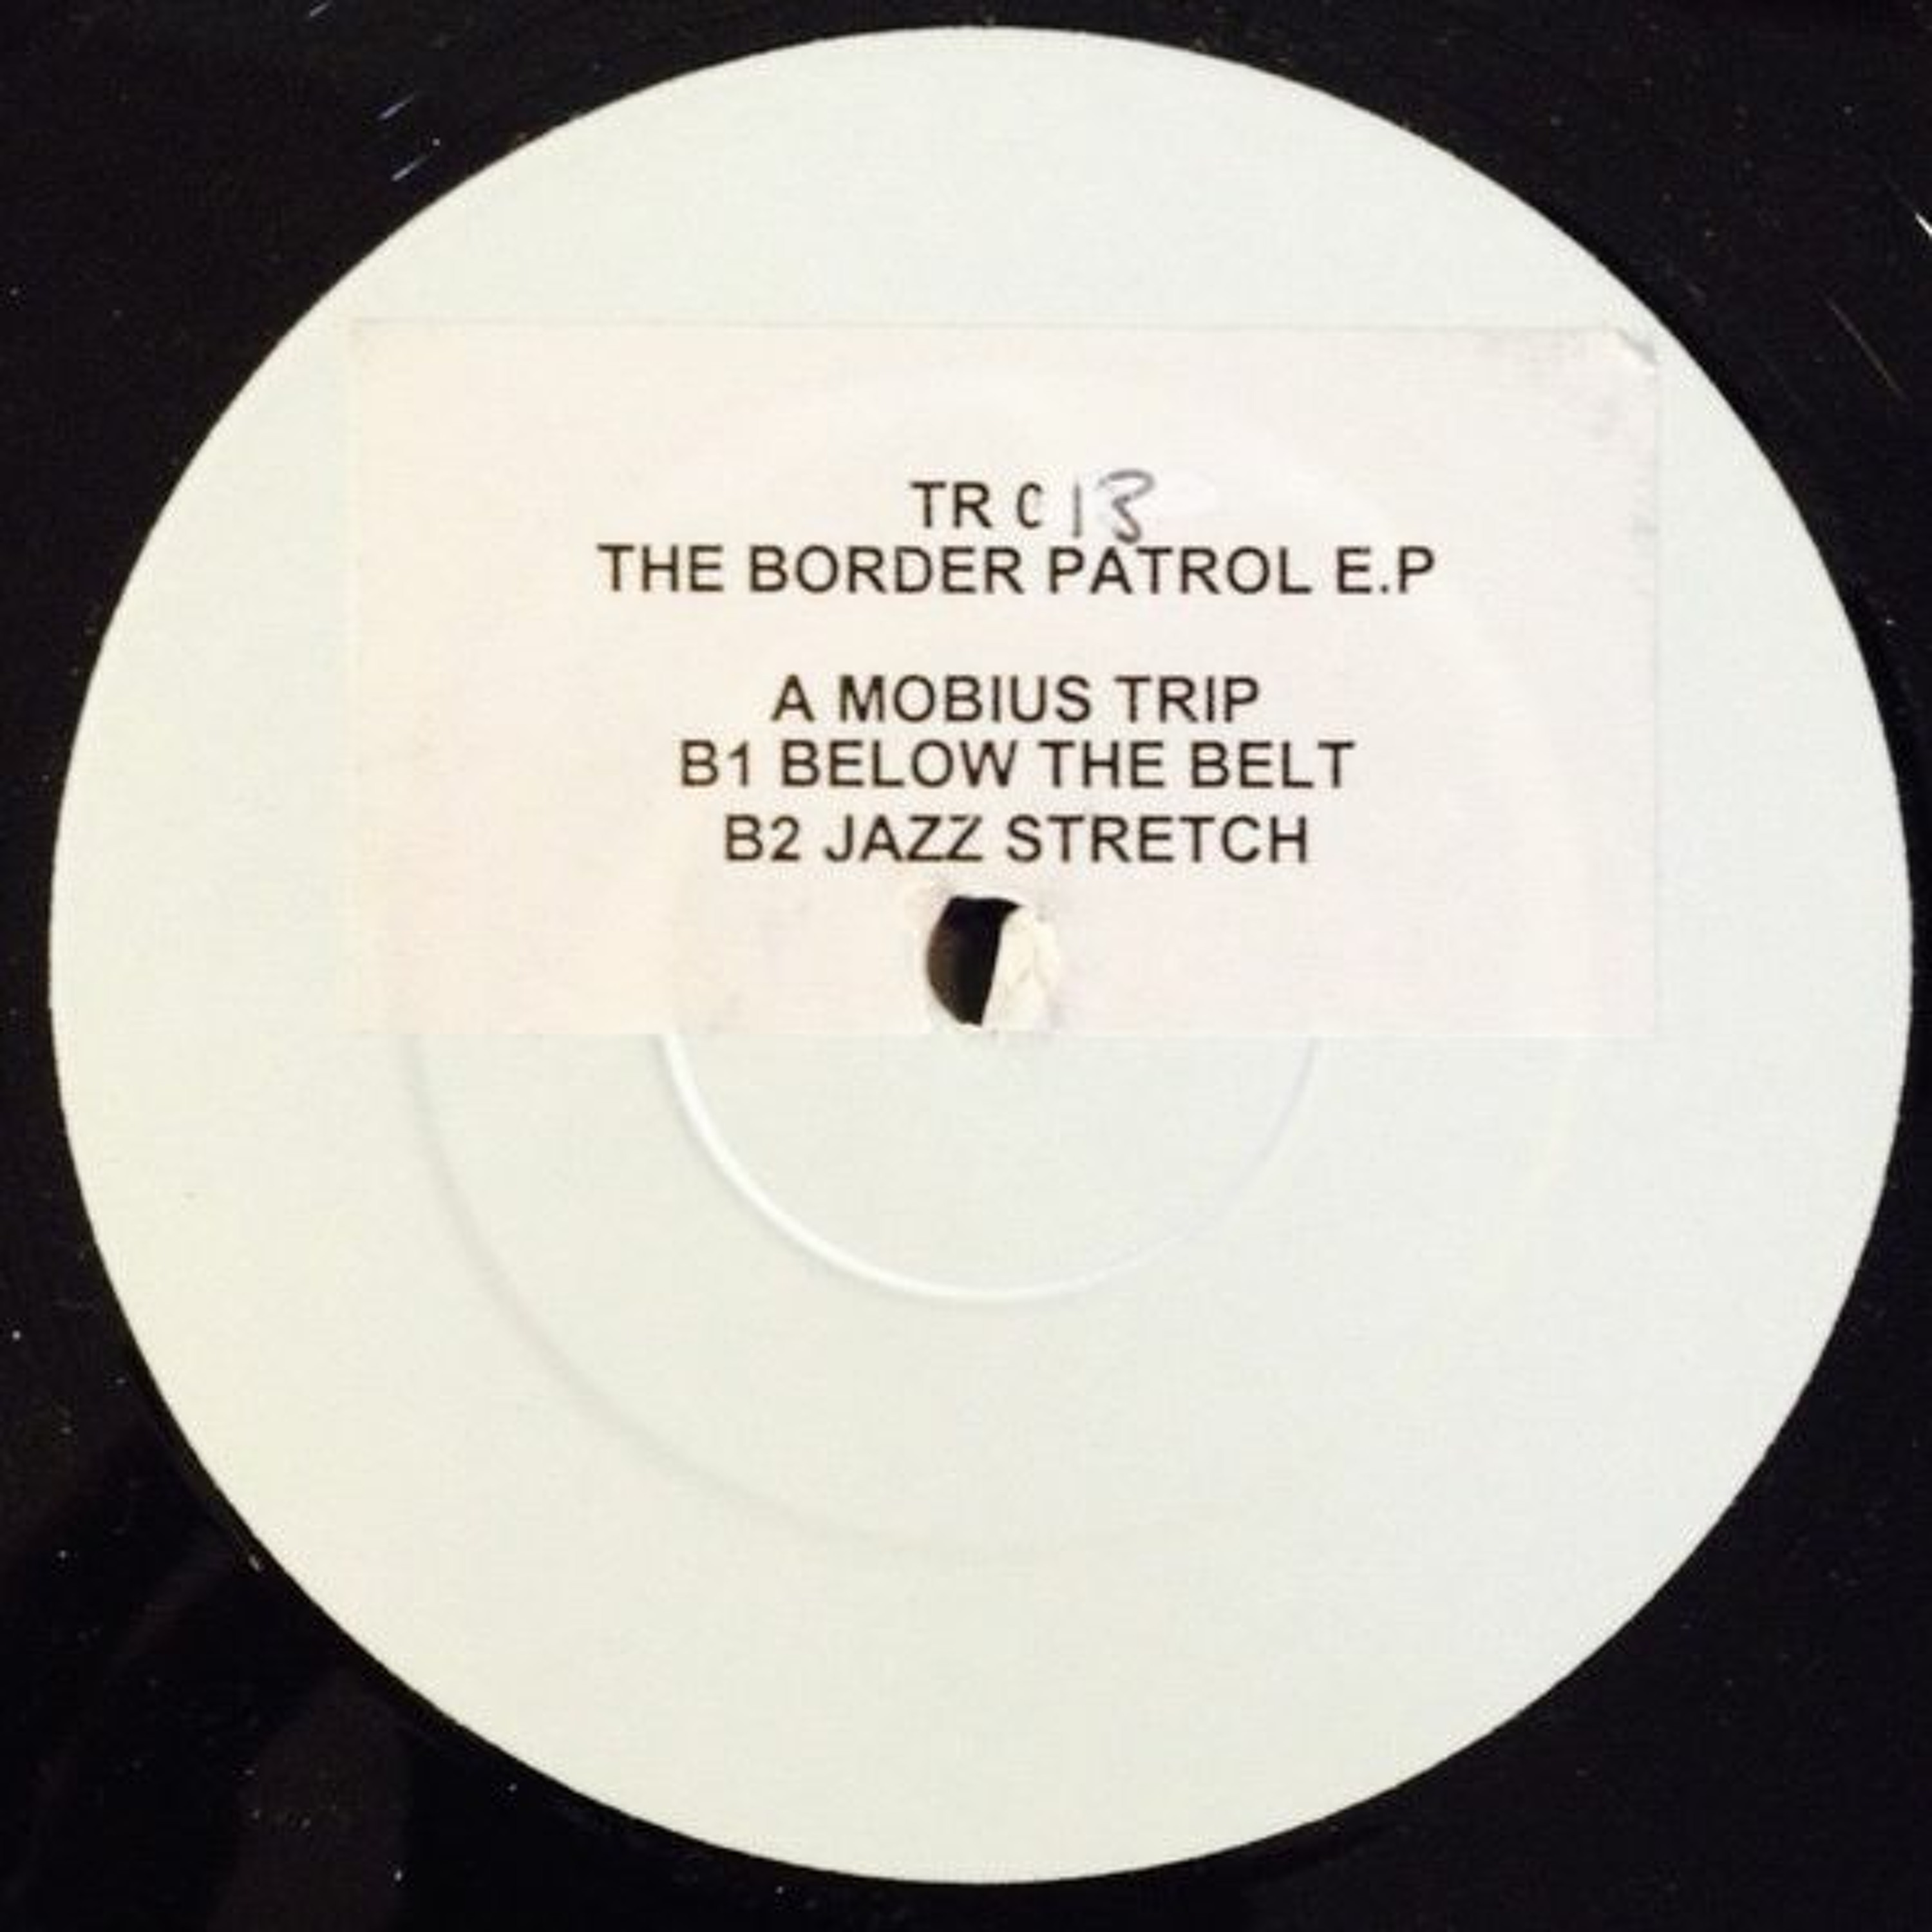 TR C 13
THE BORDER PATROL E.P
A MOBIUS TRIP
B1 BELOW THE BELT
B2 JAZZ STRETCH